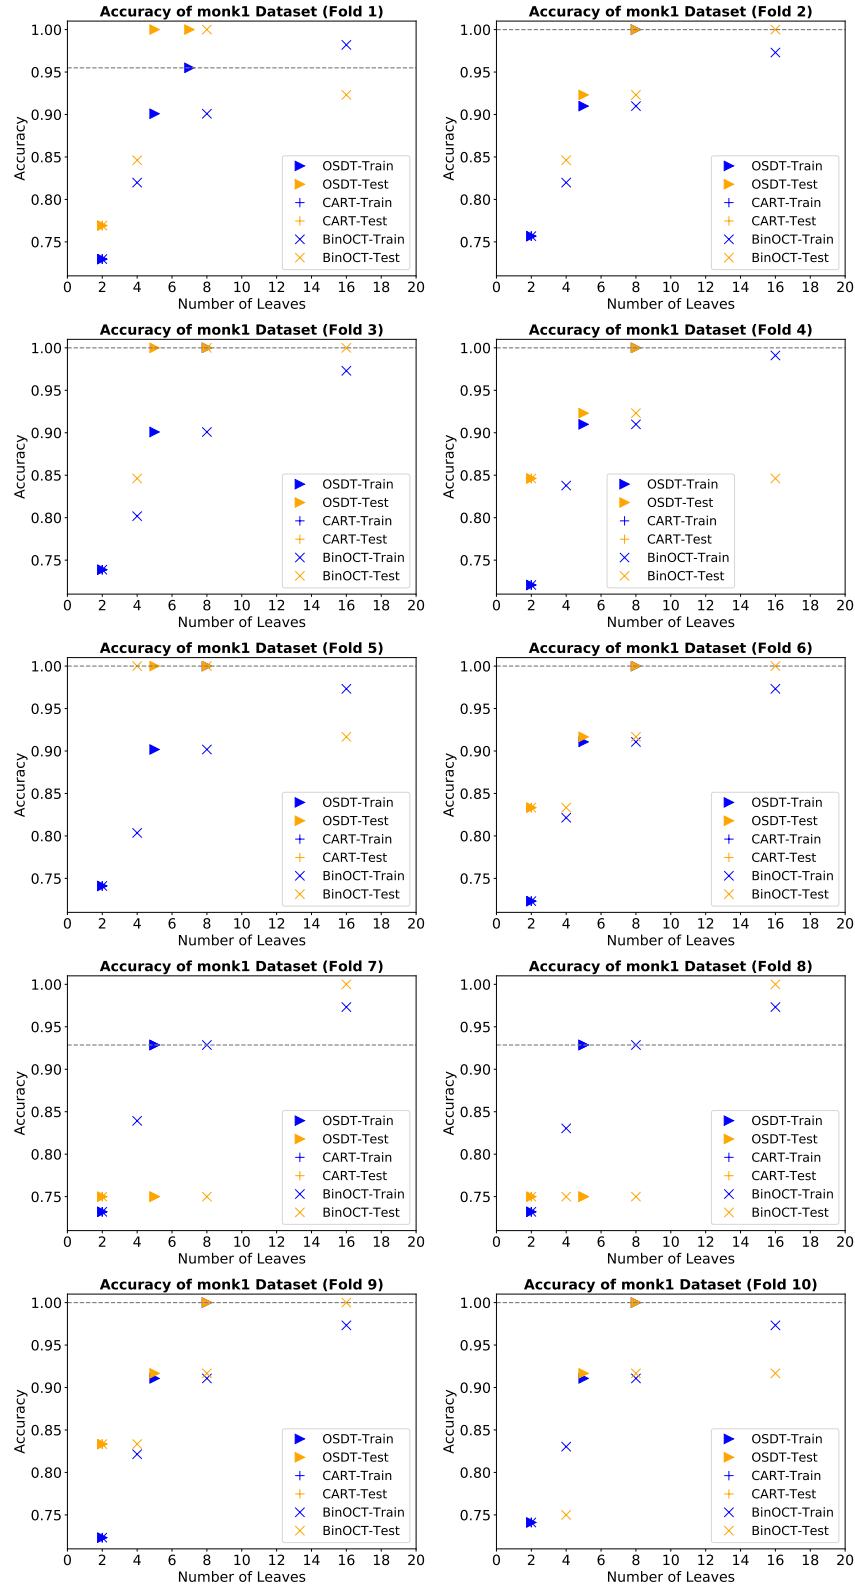 Accuracy of monk1 Dataset (Fold 1)
1.00
0.95
0.90
0.85
0.80
0.75
Accuracy
OSDT-Train
OSDT-Test
CART-Train
CART-Test
BinOCT-Train
BinOCT-Test
0 2 4 6 8 10 12 14 16 18 20
Number of Leaves
Accuracy of monk1 Dataset (Fold 2)
1.00
0.95
0.90
0.85
0.80
0.75
Accuracy
OSDT-Train
OSDT-Test
CART-Train
CART-Test
BinOCT-Train
BinOCT-Test
0 2 4 6 8 10 12 14 16 18 20
Number of Leaves
Accuracy of monk1 Dataset (Fold 3)
1.00
0.95
0.90
0.85
0.80
0.75
Accuracy
OSDT-Train
OSDT-Test
CART-Train
CART-Test
BinOCT-Train
BinOCT-Test
0 2 4 6 8 10 12 14 16 18 20
Number of Leaves
Accuracy of monk1 Dataset (Fold 4)
1.00
0.95
0.90
0.85
0.80
0.75
Accuracy
OSDT-Train
OSDT-Test
CART-Train
CART-Test
BinOCT-Train
BinOCT-Test
0 2 4 6 8 10 12 14 16 18 20
Number of Leaves
Accuracy of monk1 Dataset (Fold 5)
1.00
0.95
0.90
0.85
0.80
0.75
Accuracy
OSDT-Train
OSDT-Test
CART-Train
CART-Test
BinOCT-Train
BinOCT-Test
0 2 4 6 8 10 12 14 16 18 20
Number of Leaves
Accuracy of monk1 Dataset (Fold 6)
1.00
0.95
0.90
0.85
0.80
0.75
Accuracy
OSDT-Train
OSDT-Test
CART-Train
CART-Test
BinOCT-Train
BinOCT-Test
0 2 4 6 8 10 12 14 16 18 20
Number of Leaves
Accuracy of monk1 Dataset (Fold 7)
1.00
0.95
0.90
0.85
0.80
0.75
Accuracy
OSDT-Train
OSDT-Test
CART-Train
CART-Test
BinOCT-Train
BinOCT-Test
0 2 4 6 8 10 12 14 16 18 20
Number of Leaves
Accuracy of monk1 Dataset (Fold 8)
1.00
0.95
0.90
0.85
0.80
0.75
Accuracy
OSDT-Train
OSDT-Test
CART-Train
CART-Test
BinOCT-Train
BinOCT-Test
0 2 4 6 8 10 12 14 16 18 20
Number of Leaves
Accuracy of monk1 Dataset (Fold 9)
1.00
0.95
0.90
0.85
0.80
0.75
Accuracy
OSDT-Train
OSDT-Test
CART-Train
CART-Test
BinOCT-Train
BinOCT-Test
0 2 4 6 8 10 12 14 16 18 20
Number of Leaves
Accuracy of monk1 Dataset (Fold 10)
1.00
0.95
0.90
0.85
0.80
0.75
Accuracy
OSDT-Train
OSDT-Test
CART-Train
CART-Test
BinOCT-Train
BinOCT-Test
0 2 4 6 8 10 12 14 16 18 20
Number of Leaves